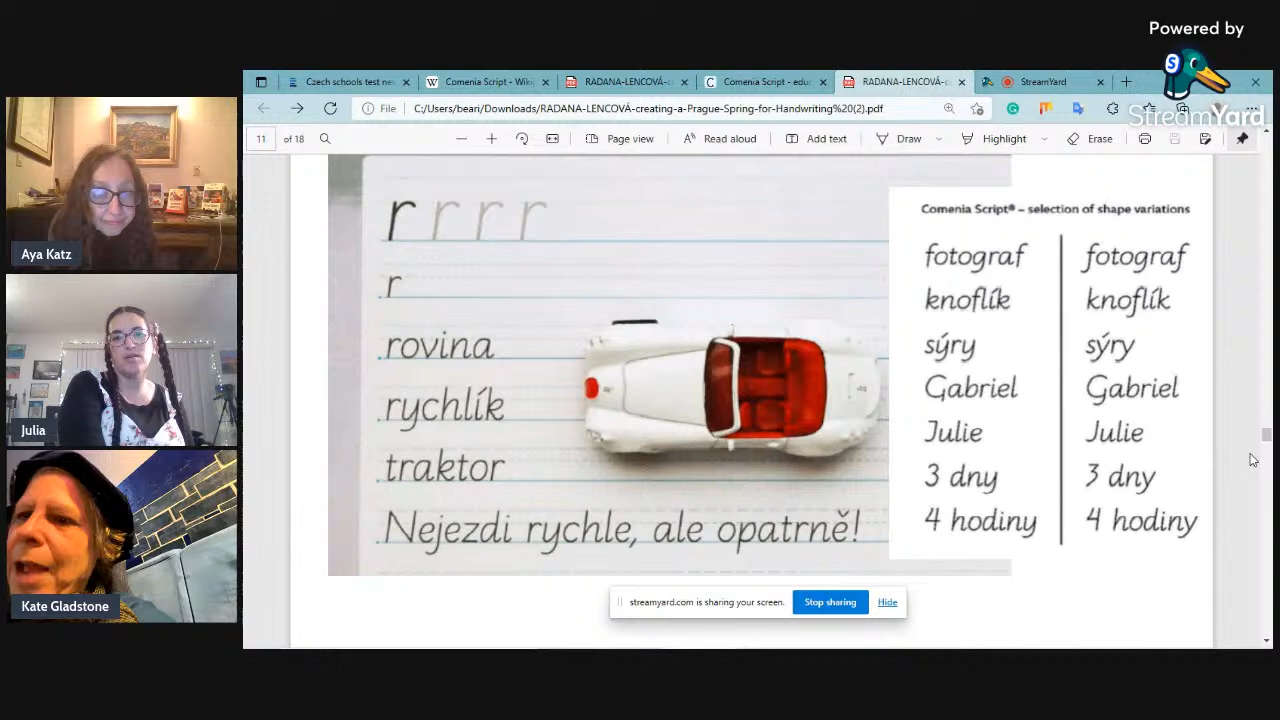 Powered by
StreamYard
Czech schools test ne
Comenia Script - Wiki
RADANA-LENCOVÁ-c
Comenia Script - edu
RADANA-LENCOVÁ-c
StreamYard
File C:/Users/beari/Downloads/RADANA-LENCOVÁ-creating-a-Prague-Spring-for-Handwriting%20(2).pdf
11 of 18
Page view
Read aloud
Add text
Draw
Highlight
Erase
r r r r
r
rovina
rychlík
traktor
Nejezdi rychle, ale opatrně!
Comenia Script® – selection of shape variations
fotograf fotograf
knoflík knoflík
sýry sýry
Gabriel Gabriel
Julie Julie
3 dny 3 dny
4 hodiny 4 hodiny
streamyard.com is sharing your screen.
Stop sharing
Hide
Aya Katz
Julia
Kate Gladstone